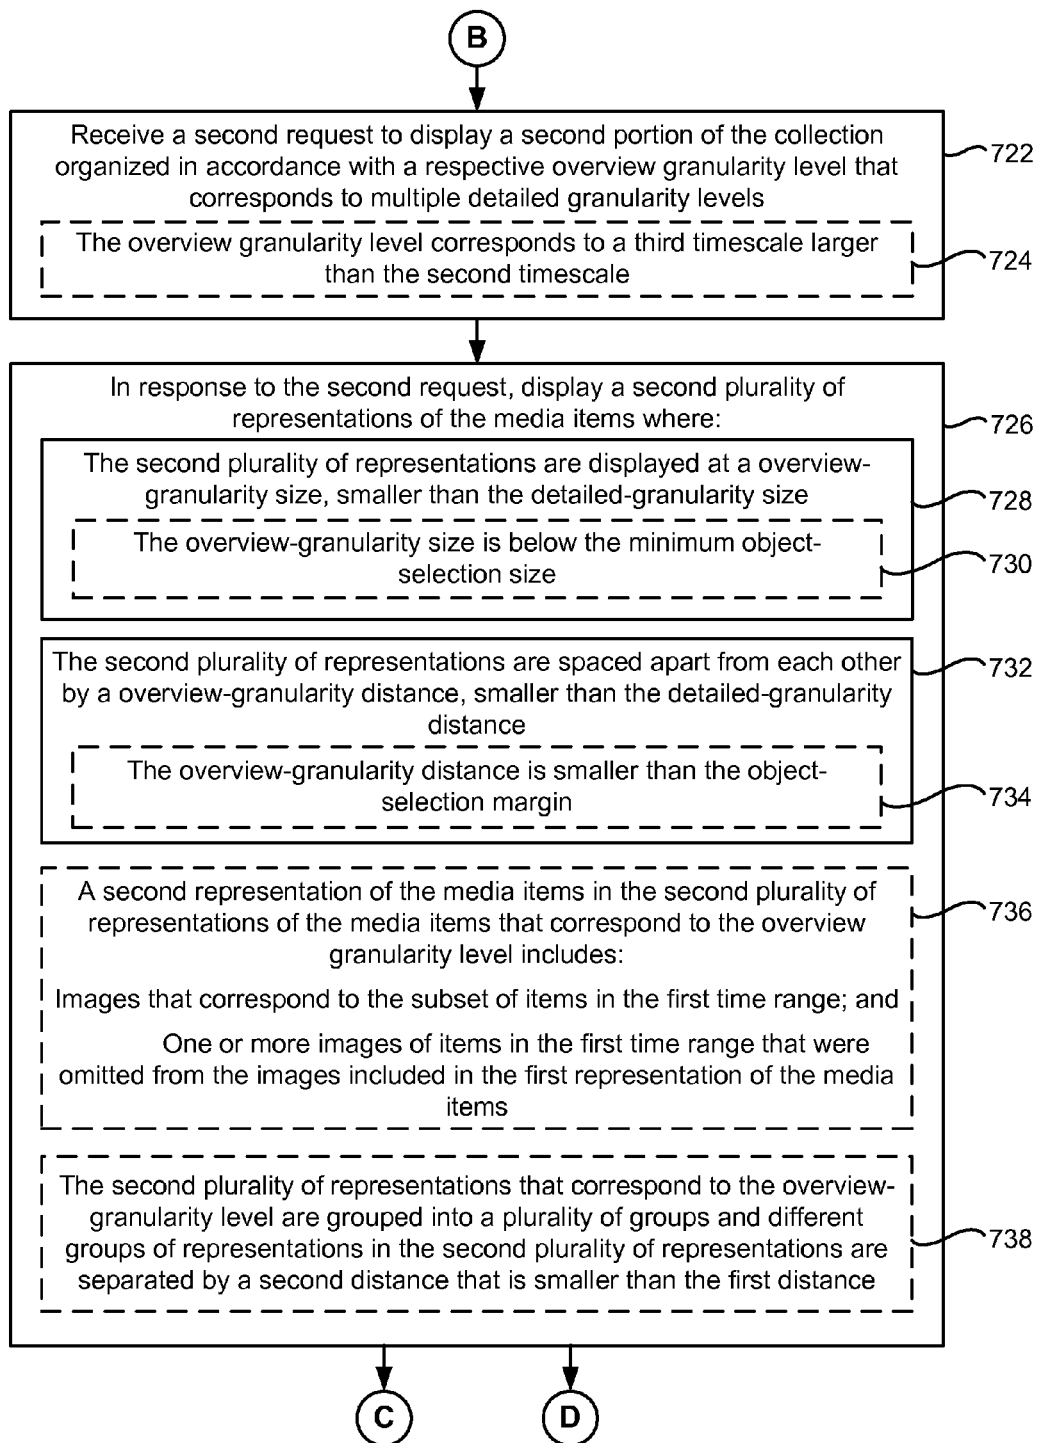 B
Receive a second request to display a second portion of the collection
organized in accordance with a respective overview granularity level that
corresponds to multiple detailed granularity levels
722
The overview granularity level corresponds to a third timescale larger
than the second timescale
724
In response to the second request, display a second plurality of
representations of the media items where:
726
The second plurality of representations are displayed at a overview-
granularity size, smaller than the detailed-granularity size
728
The overview-granularity size is below the minimum object-
selection size
730
The second plurality of representations are spaced apart from each other
by a overview-granularity distance, smaller than the detailed-granularity
distance
732
The overview-granularity distance is smaller than the object-
selection margin
734
A second representation of the media items in the second plurality of
representations of the media items that correspond to the overview
granularity level includes:
736
Images that correspond to the subset of items in the first time range; and
One or more images of items in the first time range that were
omitted from the images included in the first representation of the media
items
The second plurality of representations that correspond to the overview-
granularity level are grouped into a plurality of groups and different
groups of representations in the second plurality of representations are
separated by a second distance that is smaller than the first distance
738
C
D